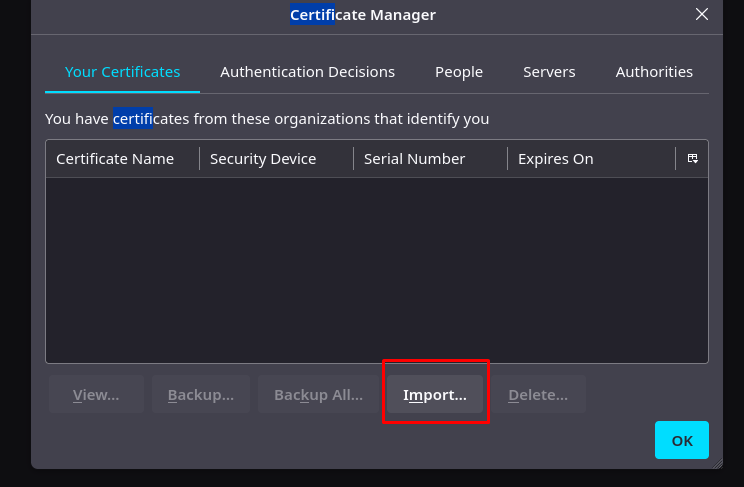 Certificate Manager
Your Certificates Authentication Decisions People Servers Authorities
You have certificates from these organizations that identify you
Certificate Name Security Device Serial Number Expires On
View... Backup... Backup All... Import... Delete...
OK